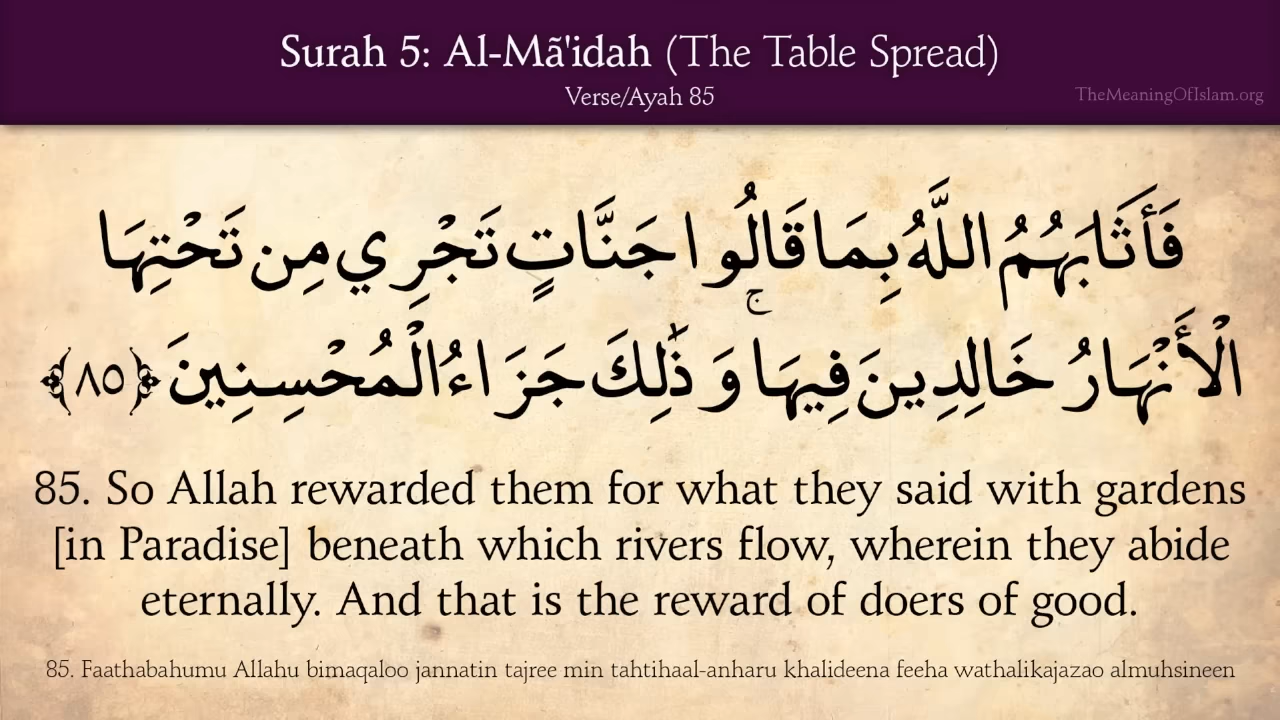 Surah 5: Al-Mã'idah (The Table Spread)
Verse/Ayah 85
TheMeaningOfIslam.org
فَأَثَابَهُمُ اللَّهُ بِمَا قَالُوا جَنَّاتٍ تَجْرِي مِن تَحْتِهَا
الْأَنْهَارُ خَالِدِينَ فِيهَا ۚ وَذَٰلِكَ جَزَاءُ الْمُحْسِنِينَ ﴿٨٥﴾
85. So Allah rewarded them for what they said with gardens
[in Paradise] beneath which rivers flow, wherein they abide
eternally. And that is the reward of doers of good.
85. Faathabahumu Allahu bimaqaloo jannatin tajree min tahtihaal-anharu khalideena feeha wathalikajazao almuhsineen